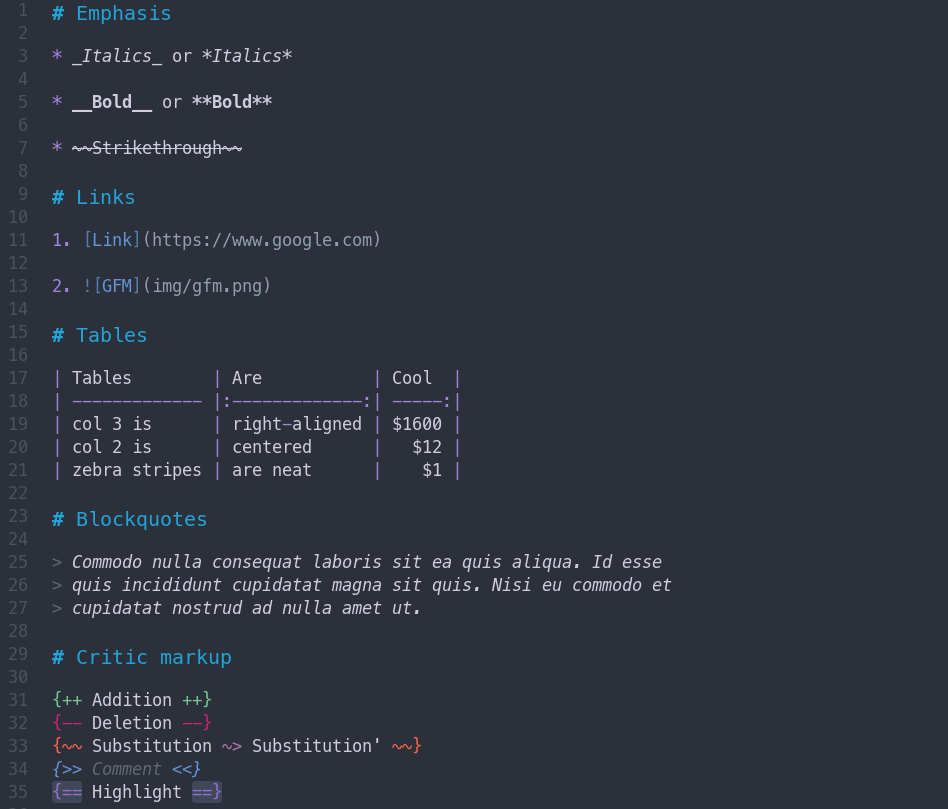 1 # Emphasis
2
3 * _Italics_ or *Italics*
4
5 * __Bold__ or **Bold**
6
7 * ~~Strikethrough~~
8
9 # Links
10
11 1. [Link](https://www.google.com)
12
13 2. ![GFM](img/gfm.png)
14
15 # Tables
16
17 | Tables        | Are           | Cool  |
18 | ------------- |:-------------:| -----:|
19 | col 3 is      | right-aligned | $1600 |
20 | col 2 is      | centered      |   $12 |
21 | zebra stripes | are neat      |    $1 |
22
23 # Blockquotes
24
25 > Commodo nulla consequat laboris sit ea quis aliqua. Id esse
26 > quis incididunt cupidatat magna sit quis. Nisi eu commodo et
27 > cupidatat nostrud ad nulla amet ut.
28
29 # Critic markup
30
31 {++ Addition ++}
32 {-- Deletion --}
33 {~~ Substitution ~> Substitution' ~~}
34 {>> Comment <<}
35 {== Highlight ==}